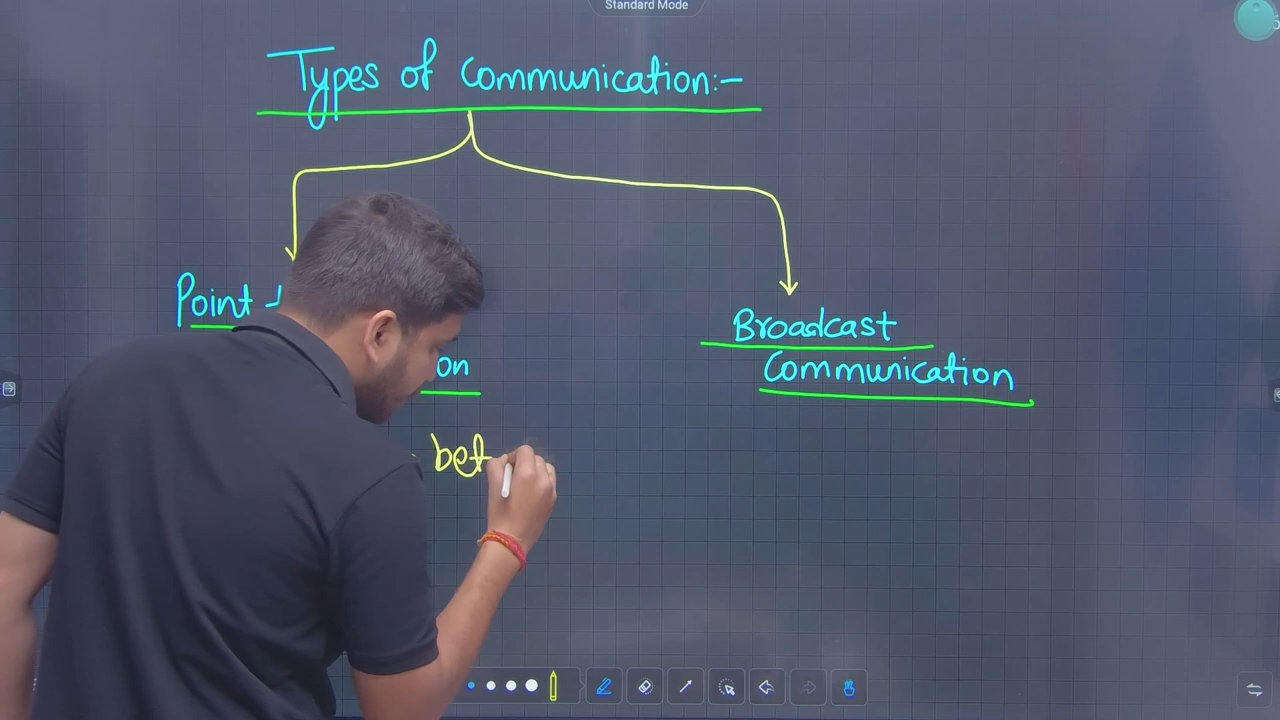 Standard Mode
Types of Communication:-
Point -
Broadcast
Communication
on
bet